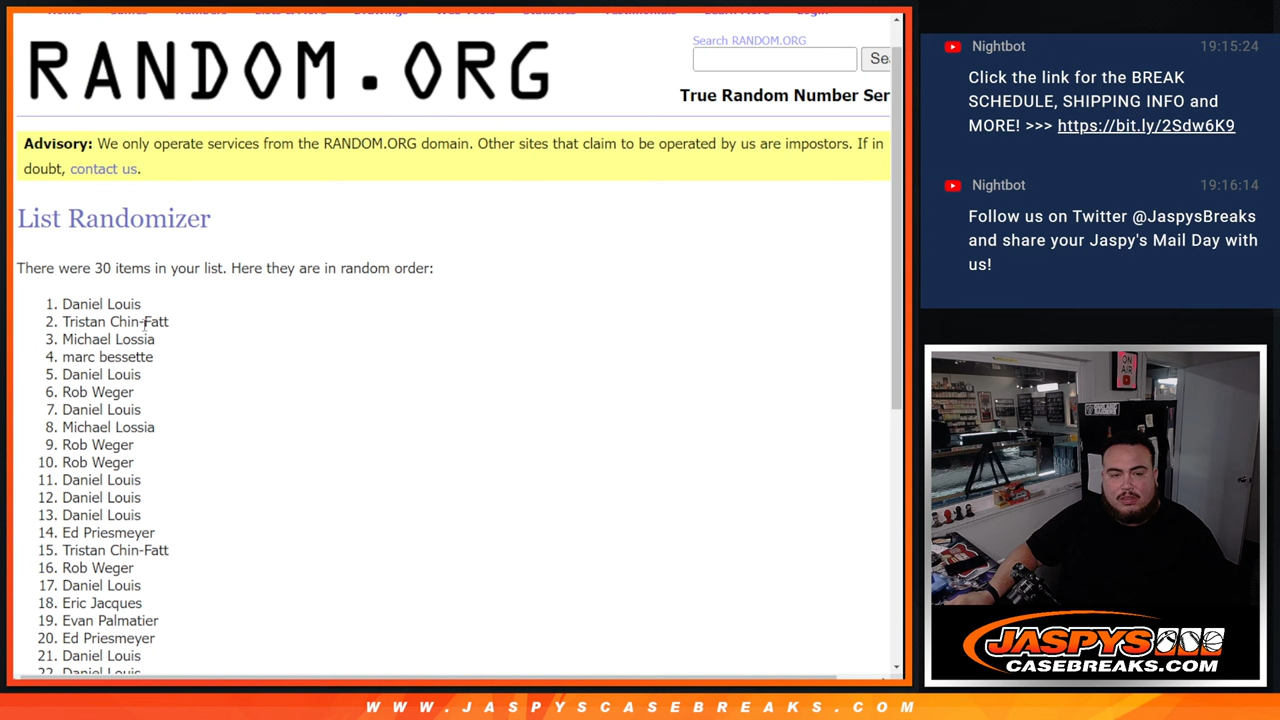 RANDOM.ORG
Search RANDOM.ORG
Se
True Random Number Ser
Advisory: We only operate services from the RANDOM.ORG domain. Other sites that claim to be operated by us are impostors. If in
doubt, contact us.
List Randomizer
There were 30 items in your list. Here they are in random order:
1. Daniel Louis
2. Tristan Chin-Fatt
3. Michael Lossia
4. marc bessette
5. Daniel Louis
6. Rob Weger
7. Daniel Louis
8. Michael Lossia
9. Rob Weger
10. Rob Weger
11. Daniel Louis
12. Daniel Louis
13. Daniel Louis
14. Ed Priesmeyer
15. Tristan Chin-Fatt
16. Rob Weger
17. Daniel Louis
18. Eric Jacques
19. Evan Palmatier
20. Ed Priesmeyer
21. Daniel Louis
22. Daniel Louis
Nightbot 19:15:24
Click the link for the BREAK
SCHEDULE, SHIPPING INFO and
MORE! >>> https://bit.ly/2Sdw6K9
Nightbot 19:16:14
Follow us on Twitter @JaspysBreaks
and share your Jaspy's Mail Day with
us!
ON
AIR
JASPYS
CASEBREAKS.COM
WWW.JASPYSCASEBREAKS.COM